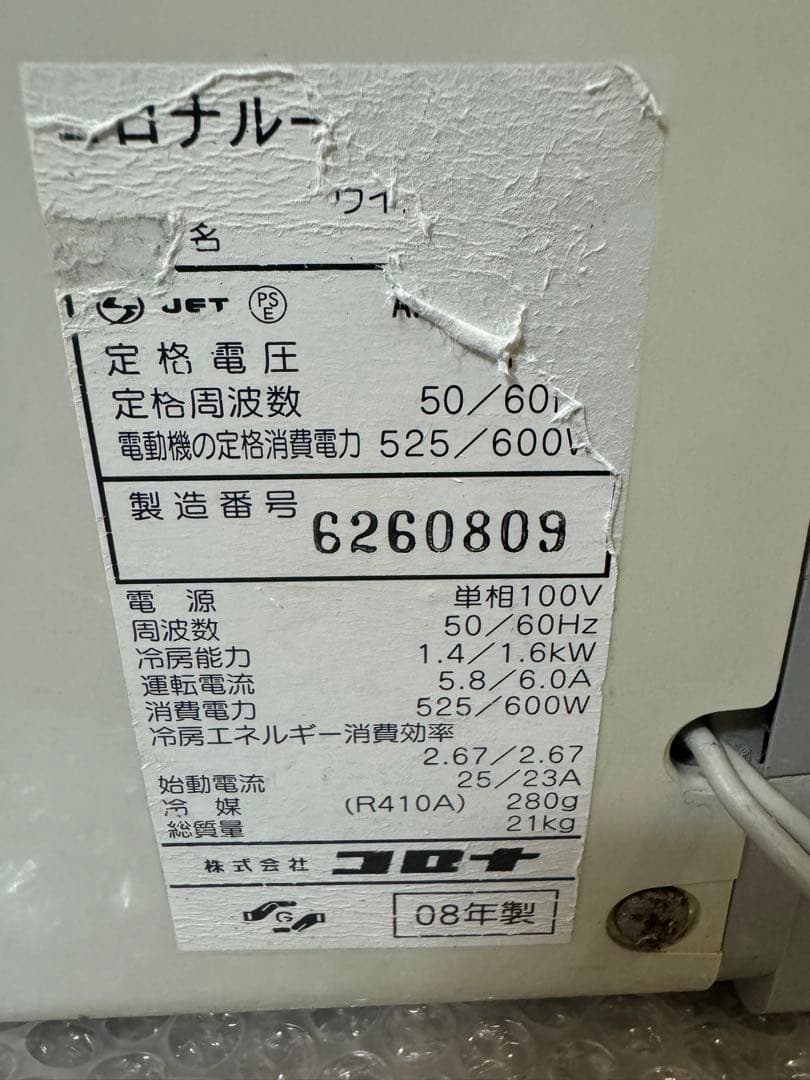 ロナルー
ワイ
名
JET PSE
定格電圧
定格周波数 50/60
電動機の定格消費電力 525/600W
製造番号 6260809
電源 単相100V
周波数 50/60Hz
冷房能力 1.4/1.6kW
運転電流 5.8/6.0A
消費電力 525/600W
冷房エネルギー消費効率
2.67/2.67
始動電流 25/23A
冷媒 (R410A) 280g
総質量 21kg
株式会社 コロナ
G 08年製